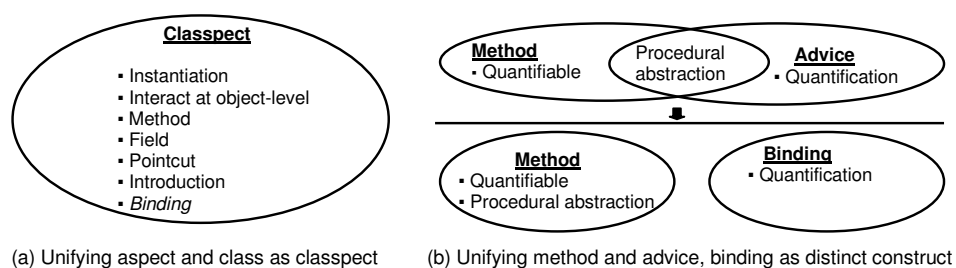 Classpect
▪ Instantiation
▪ Interact at object-level
▪ Method
▪ Field
▪ Pointcut
▪ Introduction
▪ Binding
(a) Unifying aspect and class as classpect
Method
▪ Quantifiable
Procedural
abstraction
Advice
▪ Quantification
Method
▪ Quantifiable
▪ Procedural abstraction
Binding
▪ Quantification
(b) Unifying method and advice, binding as distinct construct